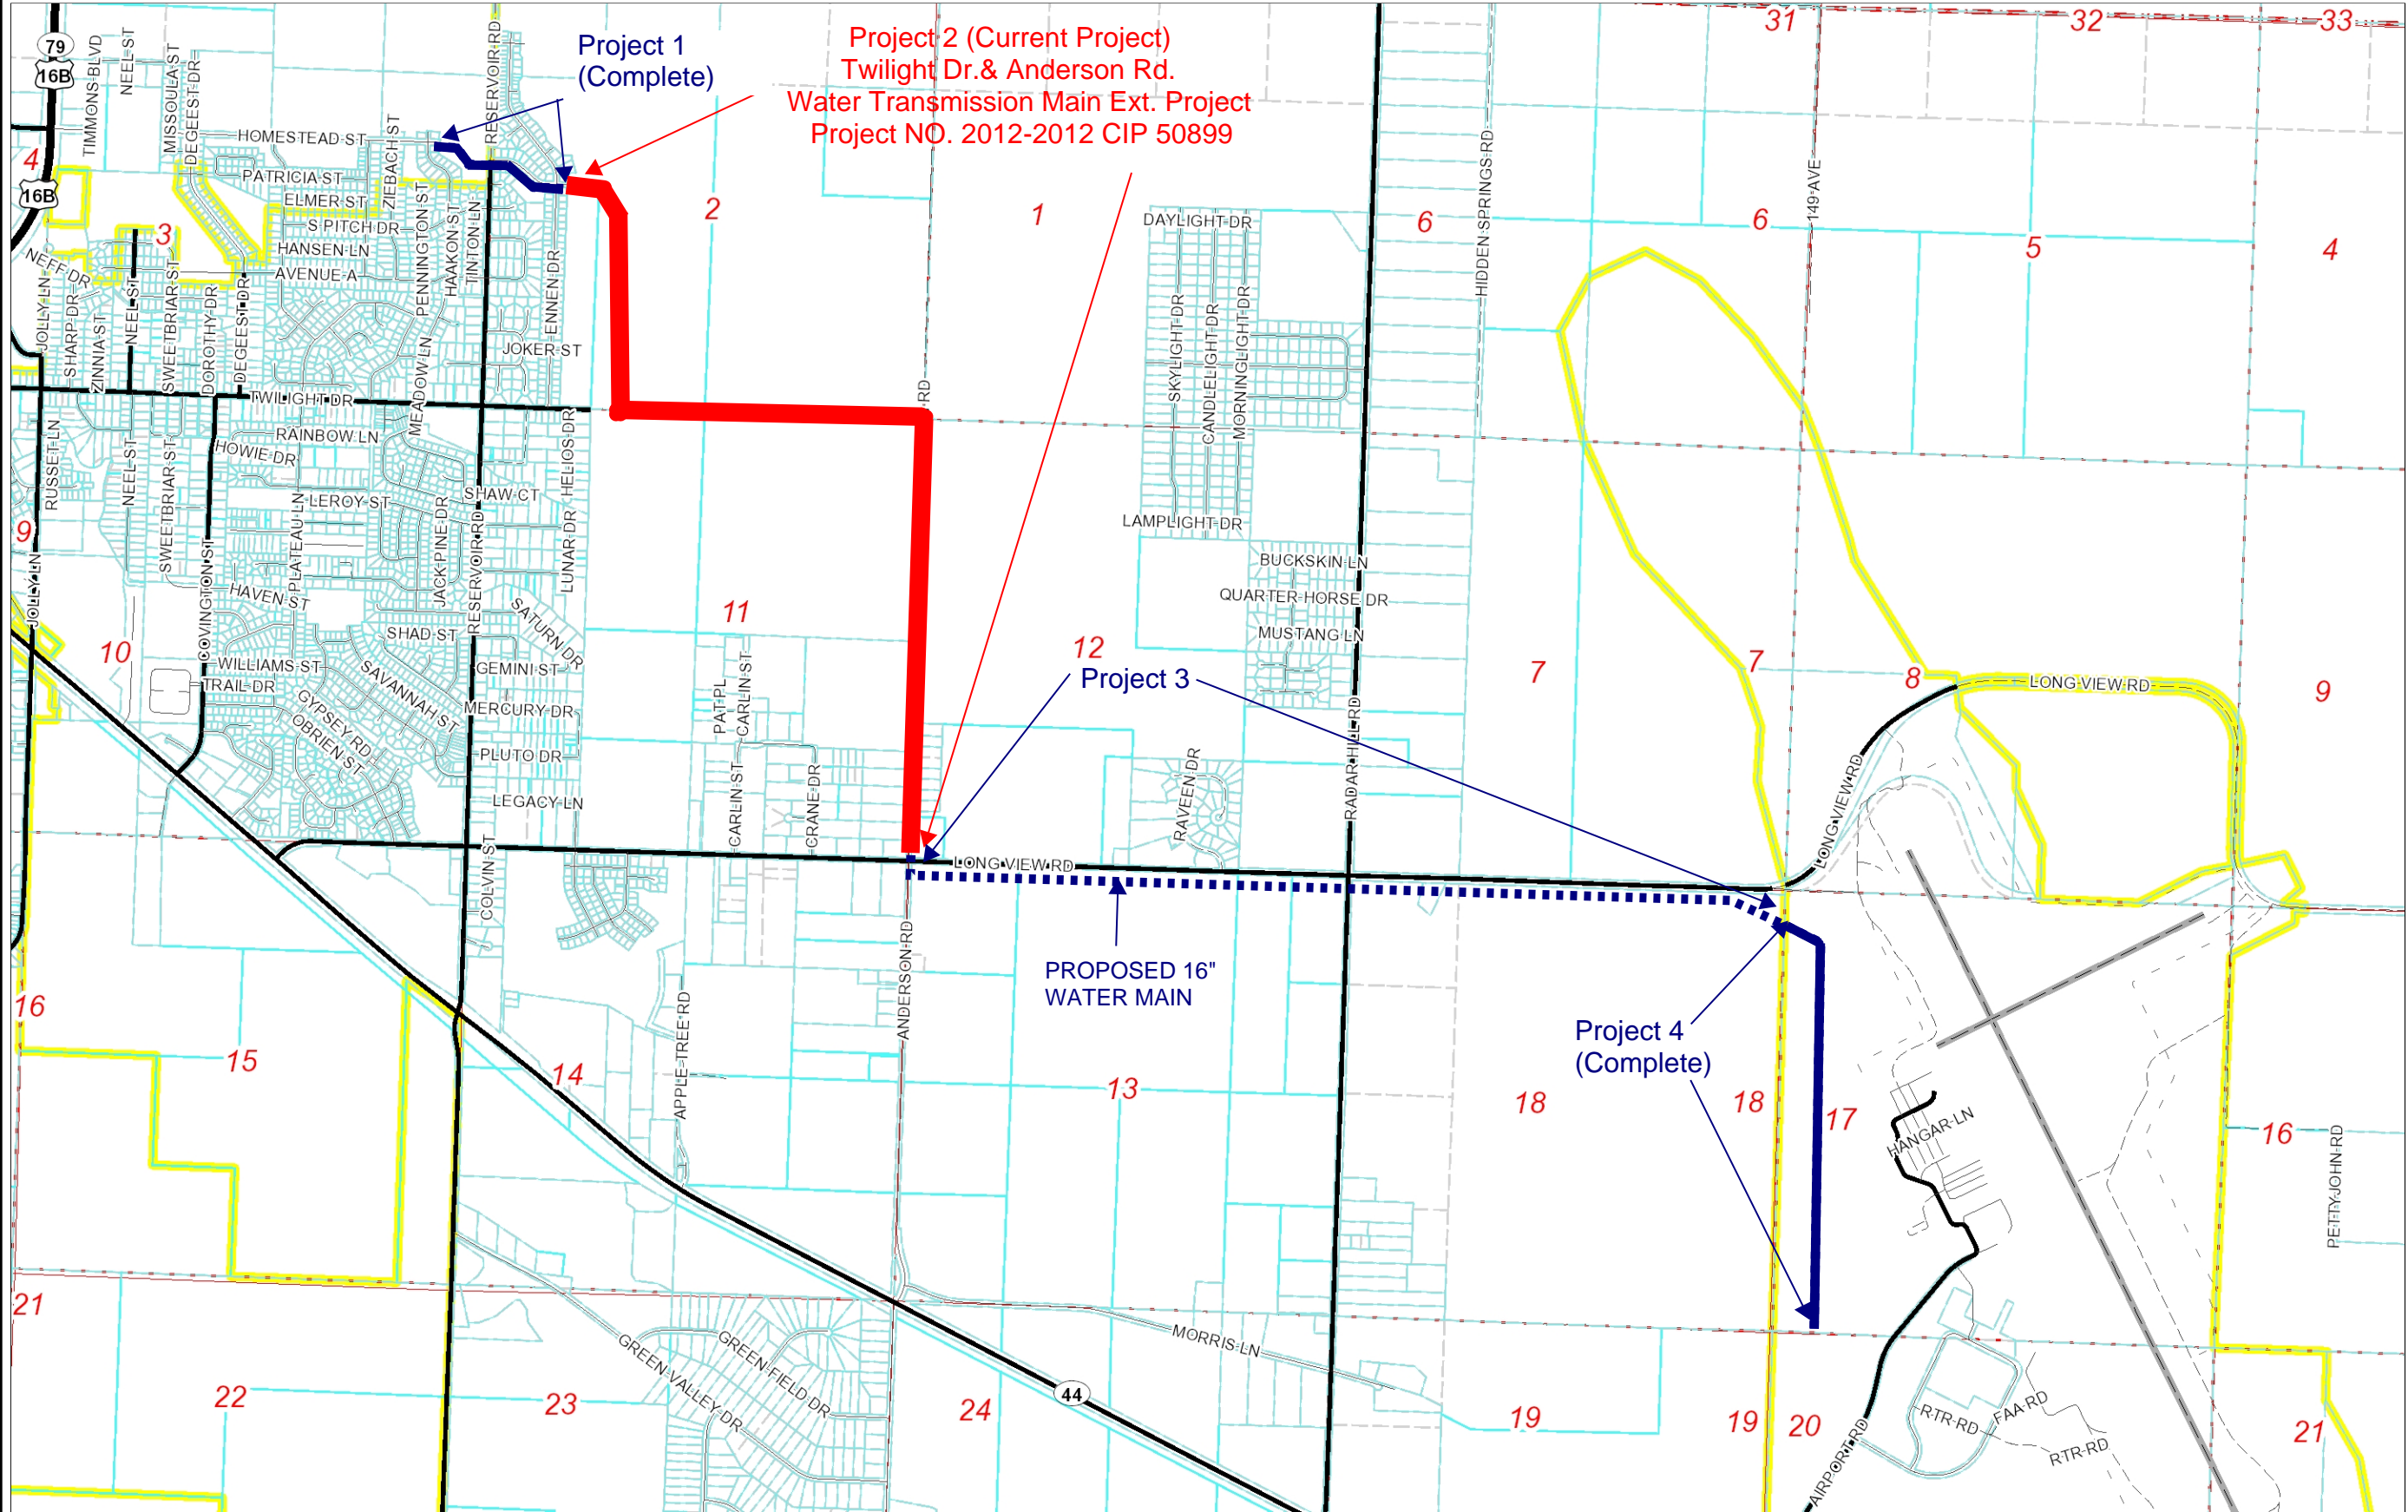 Project 1
(Complete)
Project 2 (Current Project)
Twilight Dr.& Anderson Rd.
Water Transmission Main Ext. Project
Project NO. 2012-2012 CIP 50899
31
32
33
79
16B
16B
TIMMONS BLVD
NEEL ST
MISSOULA ST
DEGEEST DR
RESERVOIR RD
HOMESTEAD ST
ZIEBACH ST
PATRICIA ST
ELMER ST
S PITCH DR
HANSEN LN
AVENUE A
PENNINGTON ST
HAAKON ST
TINTON LN
ENNEN DR
JOKER ST
MEADOW LN
4
3
2
1
6
6
5
4
HIDDEN SPRINGS RD
149 AVE
DAYLIGHT DR
SKYLIGHT DR
CANDLELIGHT DR
MORNINGLIGHT DR
LAMPLIGHT DR
NEFF DR
JOLLY LN
SHARP DR
ZINNIA ST
NEEL ST
SWEETBRIAR ST
DOROTHY DR
DEGEEST DR
TWILIGHT DR
RD
RUSSET LN
NEEL ST
SWEETBRIAR ST
RAINBOW LN
HOWIE DR
LEROY ST
PLATEAU LN
SHAW CT
HELIOS DR
LUNAR DR
JACK PINE DR
RESERVOIR RD
COVINGTON ST
HAVEN ST
SHAD ST
SATURN DR
GEMINI ST
WILLIAMS ST
TRAIL DR
SAVANNAH ST
GYPSEY RD
OBRIEN ST
MERCURY DR
PLUTO DR
LEGACY LN
JOLLY LN
9
10
11
12
7
7
8
9
BUCKSKIN LN
QUARTER HORSE DR
MUSTANG LN
Project 3
PAT PL
CARLIN ST
CARLIN ST
CRANE DR
RAVEEN DR
RADAR HILL RD
LONG VIEW RD
LONG VIEW RD
LONG VIEW RD
COLVIN ST
ANDERSON RD
APPLE TREE RD
PROPOSED 16"
WATER MAIN
Project 4
(Complete)
16
15
14
13
18
18
17
16
HANGAR LN
PETTYJOHN RD
21
22
23
24
19
19
20
21
GREEN VALLEY DR
GREEN FIELD DR
MORRIS LN
44
AIRPORT RD
RTR RD
FAA RD
RTR RD